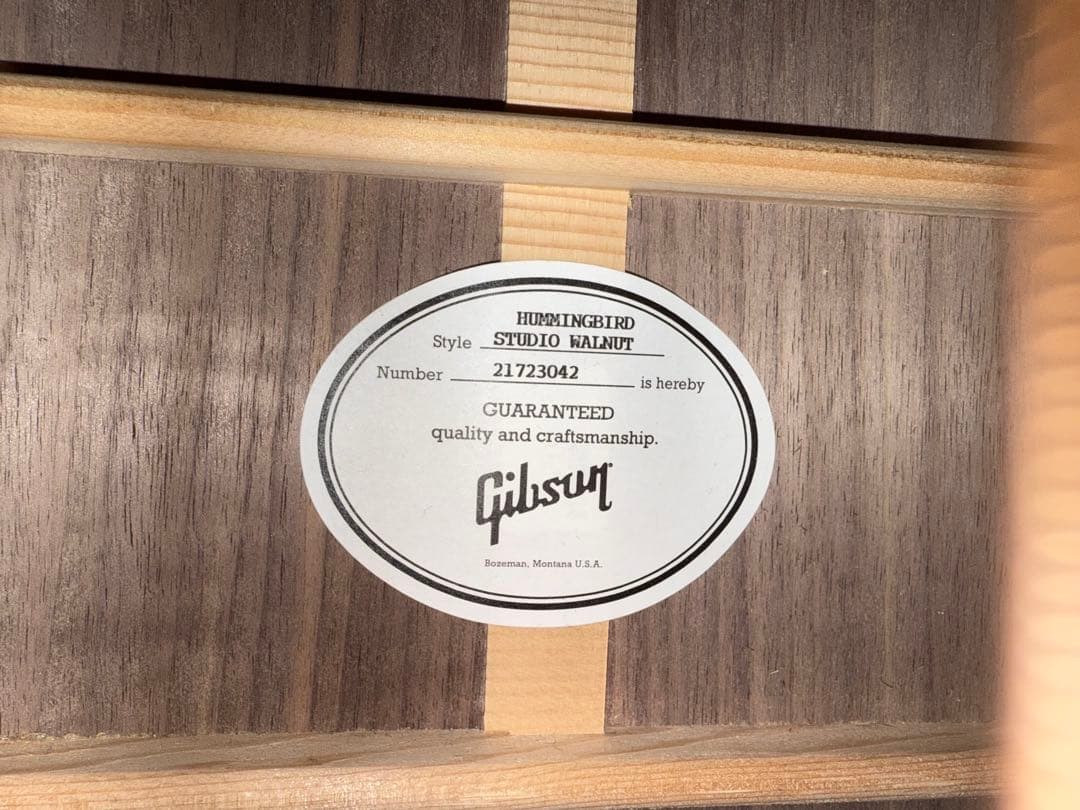 HUMMINGBIRD
Style STUDIO WALNUT
Number 21723042 is hereby
GUARANTEED
quality and craftsmanship.
Gibson
Bozeman, Montana U.S.A.